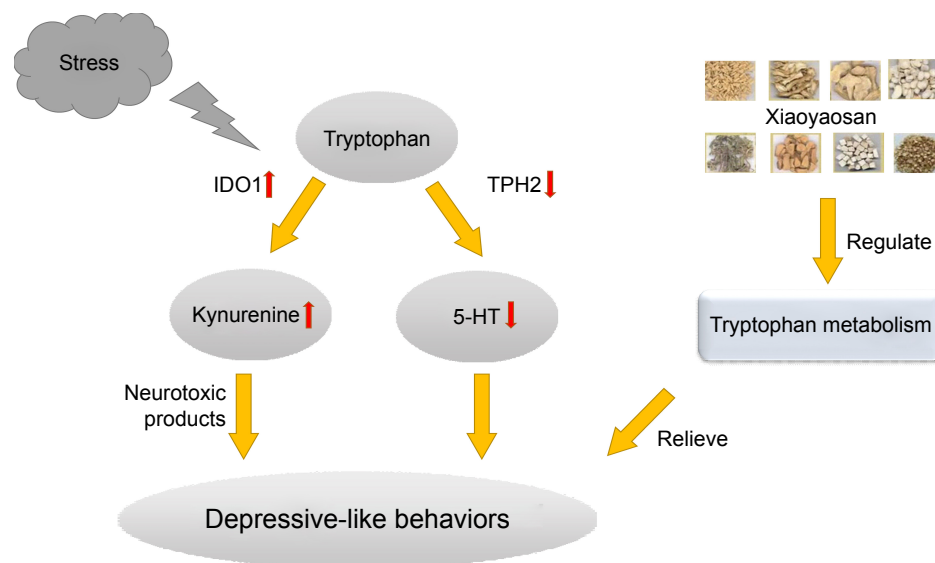 Stress
Tryptophan
IDO1
TPH2
Kynurenine
5-HT
Neurotoxic
products
Depressive-like behaviors
Xiaoyaosan
Regulate
Tryptophan metabolism
Relieve